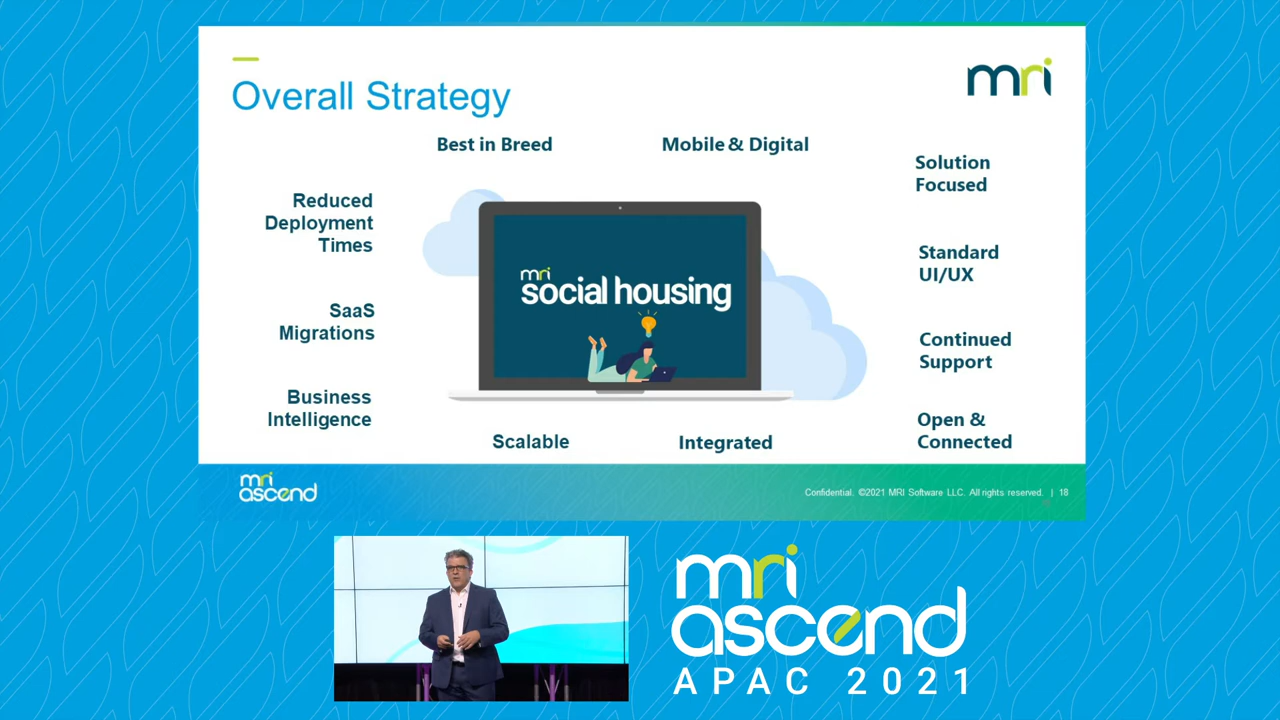 Overall Strategy
mri
Best in Breed
Mobile & Digital
Solution
Focused
Reduced
Deployment
Times
Standard
UI/UX
mri
social housing
SaaS
Migrations
Continued
Support
Business
Intelligence
Open &
Connected
Scalable
Integrated
mri
ascend
Confidential. ©2021 MRI Software LLC. All rights reserved. | 18
mri
ascend
APAC 2021